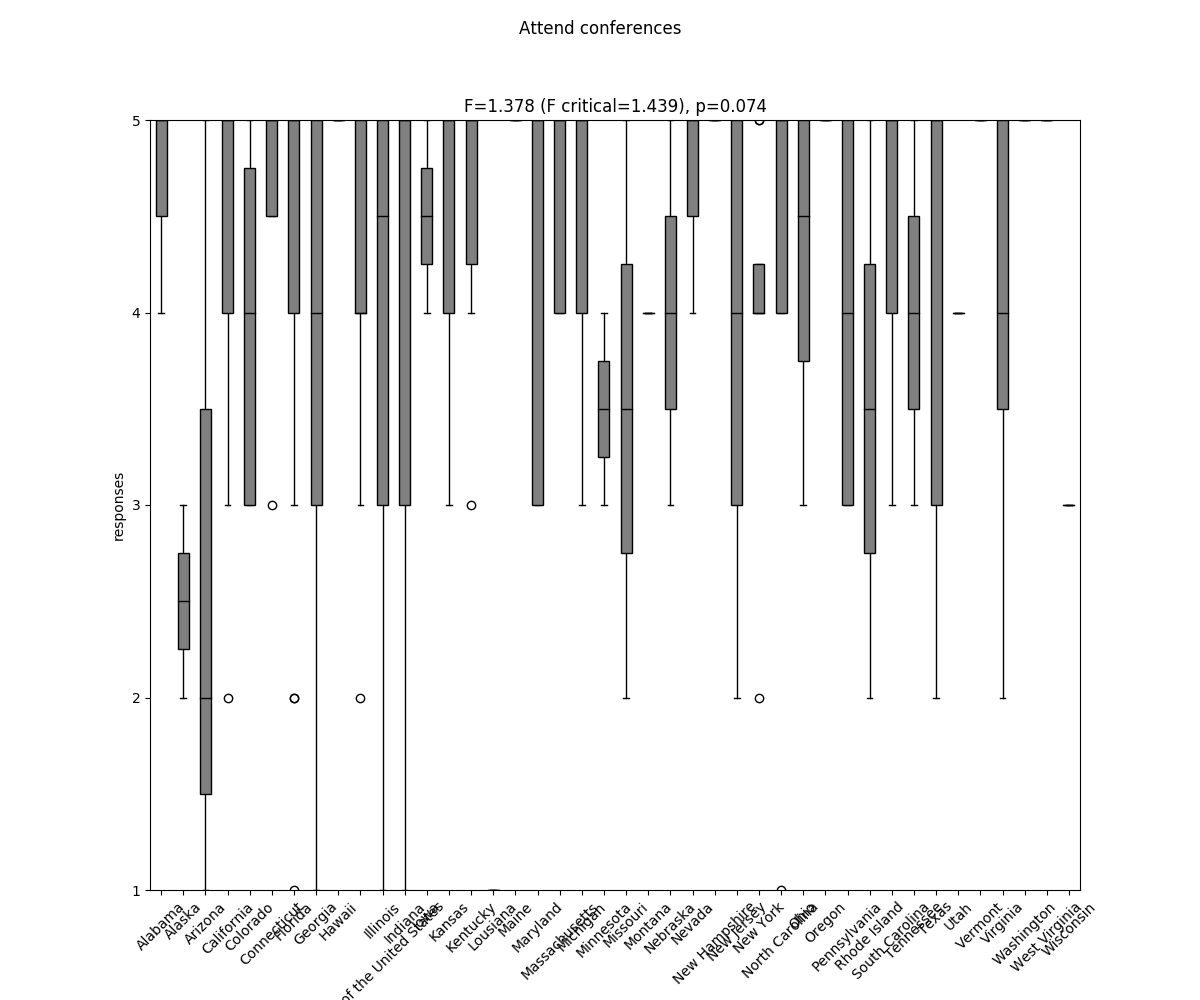 Attend conferences
F=1.378 (F critical=1.439), p=0.074
responses
5
4
3
2
1
Alabama
Alaska
Arizona
California
Colorado
Connecticut
Florida
Georgia
Hawaii
Illinois
of the United States
Indiana
Iowa
Kansas
Kentucky
Lousiana
Maine
Maryland
Massachusetts
Michigan
Minnesota
Missouri
Montana
Nebraska
Nevada
New Hampshire
New Jersey
New York
North Carolina
Ohio
Oregon
Pennsylvania
Rhode Island
South Carolina
Tennessee
Texas
Utah
Vermont
Virginia
Washington
West Virginia
Wisconsin